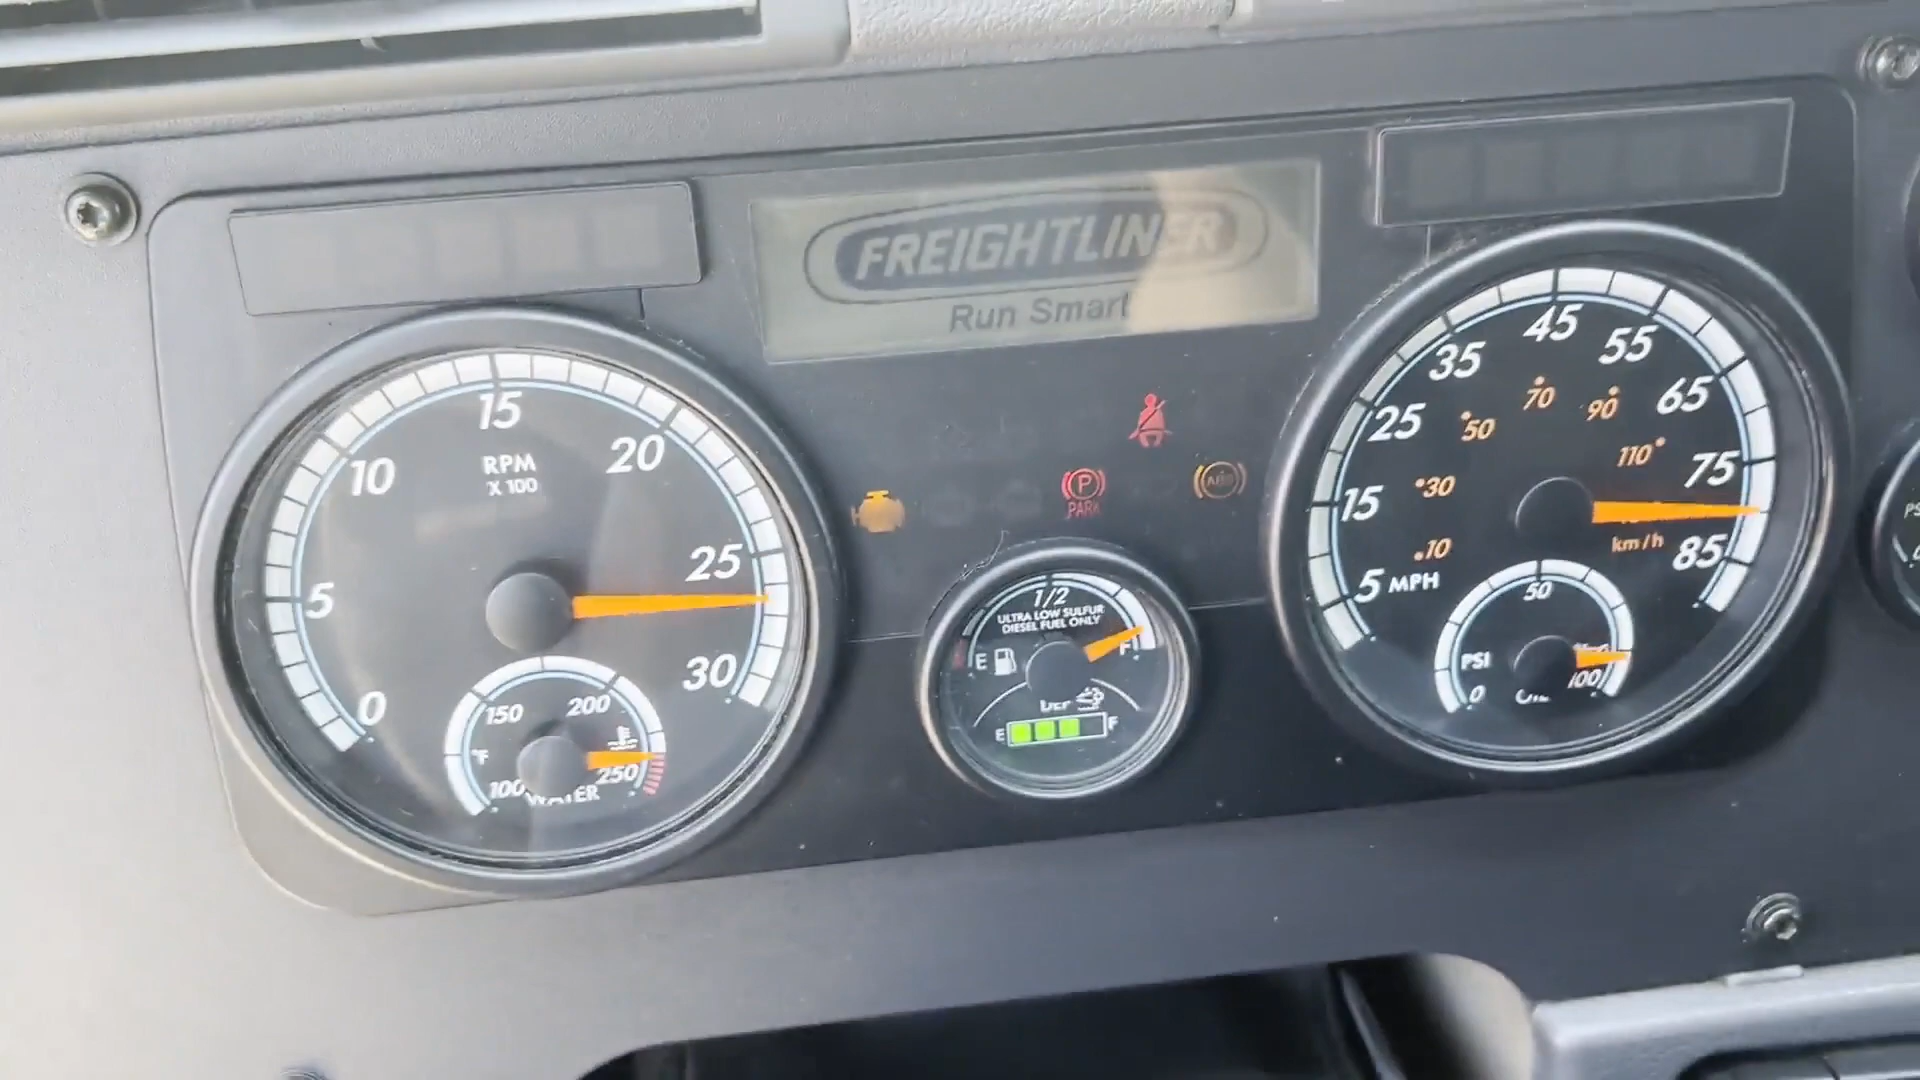 FREIGHTLINER
Run Smart
0
5
10
15
20
25
30
RPM
X 100
100
150
200
250
°F
WATER
PARK
P
ABS
1/2
ULTRA LOW SULFUR
DIESEL FUEL ONLY
E
F
DEF
E
F
5 MPH
15
25
35
45
55
65
75
85
10
30
50
70
90
110
km/h
PSI
0
50
100